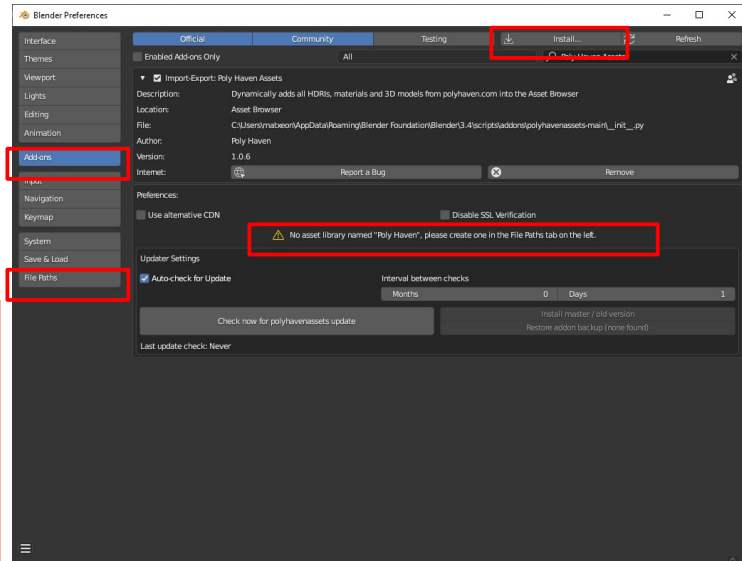 Blender Preferences
Interface
Themes
Viewport
Lights
Editing
Animation
Add-ons
Input
Navigation
Keymap
System
Save & Load
File Paths
Official Community Testing Install... Refresh
Enabled Add-ons Only All Poly Haven Assets
Import-Export: Poly Haven Assets
Description: Dynamically adds all HDRIs, materials and 3D models from polyhaven.com into the Asset Browser
Location: Asset Browser
File: C:\Users\matxeon\AppData\Roaming\Blender Foundation\Blender\3.4\scripts\addons\polyhavenassets-main\__init__.py
Author: Poly Haven
Version: 1.0.6
Internet: Report a Bug Remove
Preferences:
Use alternative CDN Disable SSL Verification
No asset library named "Poly Haven", please create one in the File Paths tab on the left.
Updater Settings
Auto-check for Update Interval between checks
Months 0 Days 1
Check now for polyhavenassets update
Install master / old version
Restore addon backup (none found)
Last update check: Never